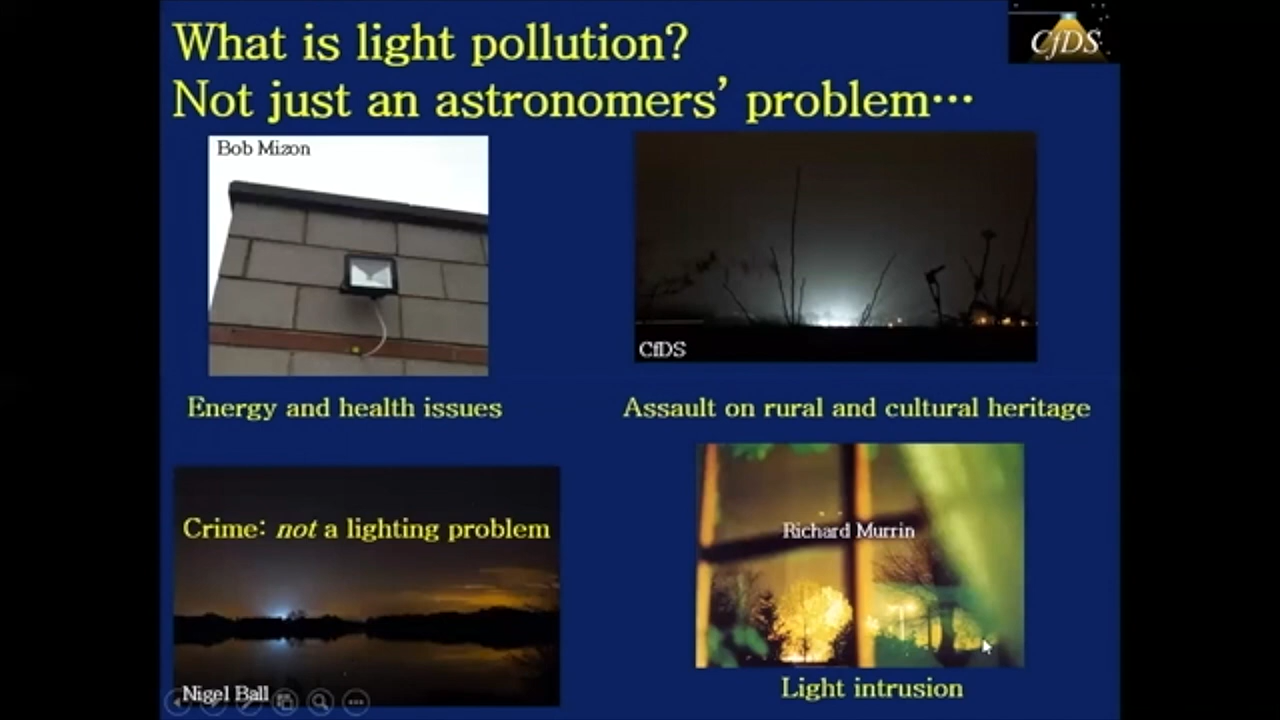 What is light pollution?
CfDS
Not just an astronomers’ problem…
Bob Mizon
CfDS
Energy and health issues
Assault on rural and cultural heritage
Crime: not a lighting problem
Richard Murrin
Nigel Ball
Light intrusion